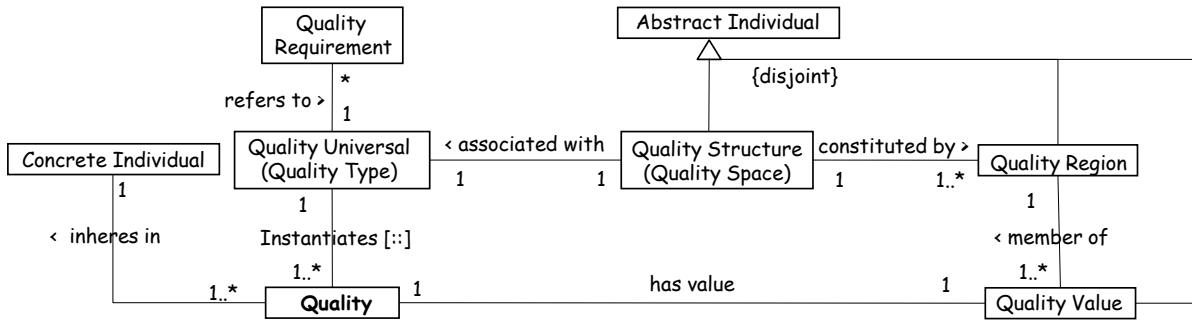 Quality
Requirement
Abstract Individual
{disjoint}
*
refers to >
1
Concrete Individual
Quality Universal
(Quality Type)
< associated with
Quality Structure
(Quality Space)
constituted by >
Quality Region
1
1
1
1
1..*
1
1
< inheres in
Instantiates [::]
< member of
1..*
1..*
1..*
Quality
1
has value
1
Quality Value